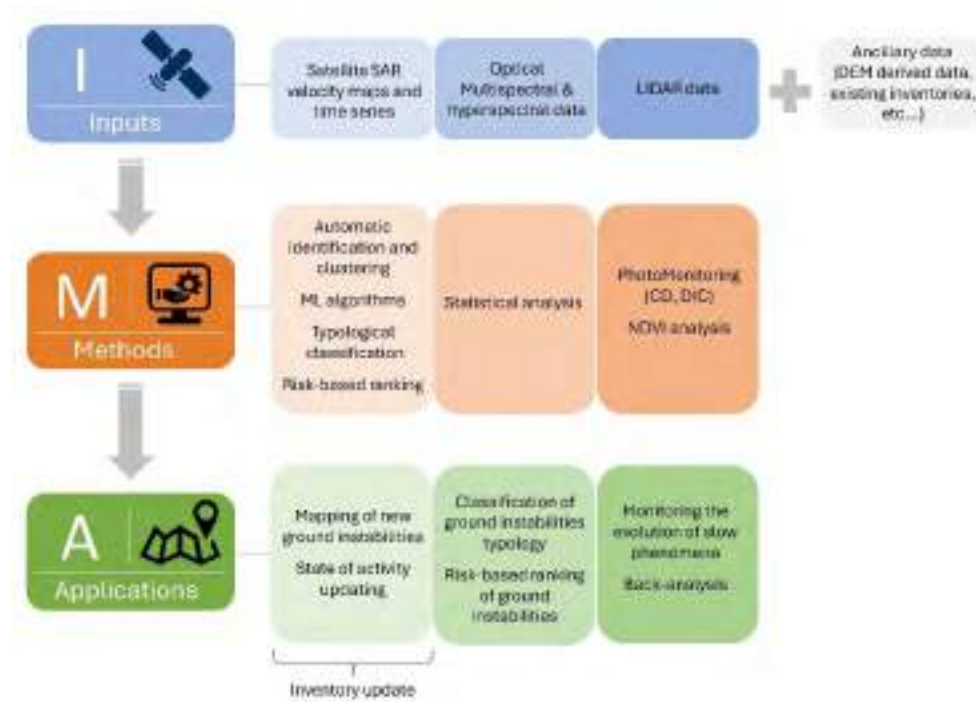 I
Inputs
Satellite SAR
velocity maps and
time series
Optical
Multispectral &
hyperspectral data
LIDAR data
Ancillary data
(DEM derived data,
existing inventories,
etc...)
M
Methods
Automatic
identification and
clustering
ML algorithms
Typological
classification
Risk-based ranking
Statistical analysis
PhotoMonitoring
(CD, DIC)
NDVI analysis
A
Applications
Mapping of new
ground instabilities
State of activity
updating
Classification of
ground instabilities
typology
Risk-based ranking
of ground
instabilities
Monitoring the
evolution of slow
phenomena
Back-analysis
Inventory update